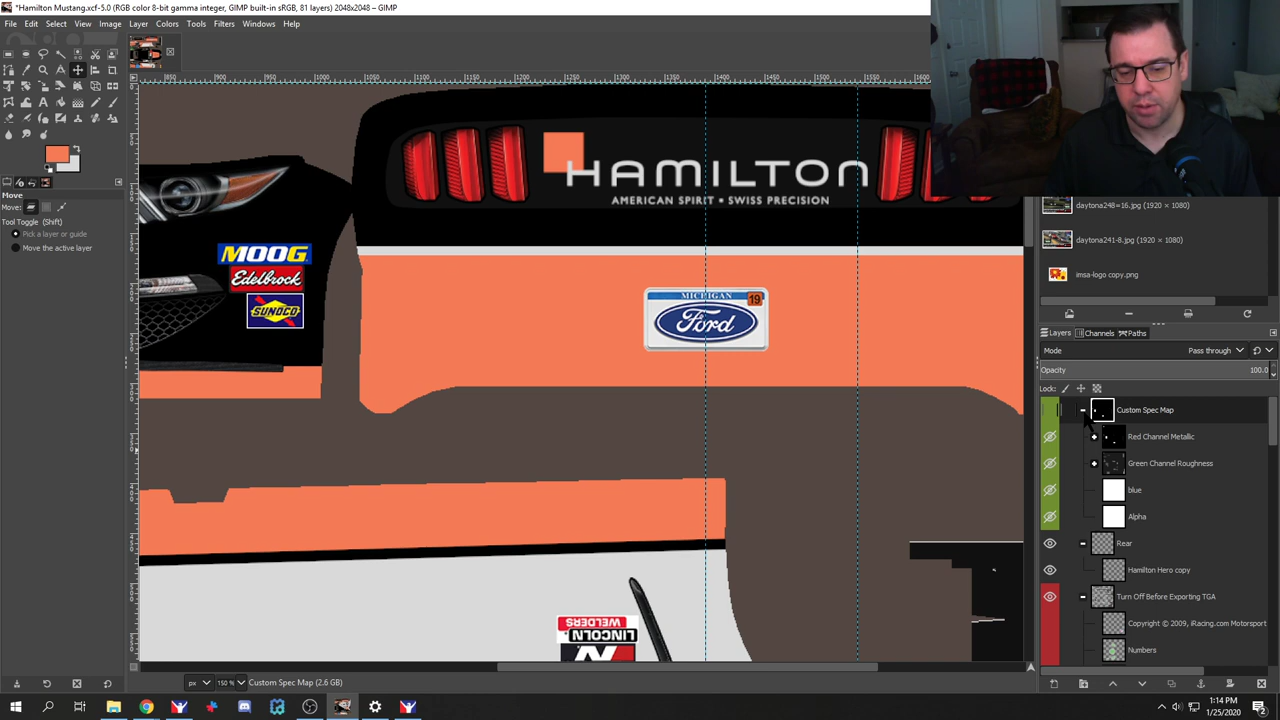 *Hamilton Mustang.xcf-5.0 (RGB color 8-bit gamma integer, GIMP built-in sRGB, 81 layers) 2048x2048 – GIMP
File Edit Select View Image Layer Colors Tools Filters Windows Help
Move
Move:
Tool Toggle (Shift)
Pick a layer or guide
Move the active layer
HAMILTON
AMERICAN SPIRIT • SWISS PRECISION
MOOG
Edelbrock
SUNOCO
MICHIGAN 19
Ford
LINCOLN
WELDERS
daytona248=16.jpg (1920 × 1080)
daytona241-8.jpg (1920 × 1080)
imsa-logo copy.png
Layers Channels Paths
Mode Pass through
Opacity 100.0
Lock:
Custom Spec Map
Red Channel Metallic
Green Channel Roughness
blue
Alpha
Rear
Hamilton Hero copy
Turn Off Before Exporting TGA
Copyright © 2009, iRacing.com Motorsport
Numbers
px 150 % Custom Spec Map (2.6 GB)
1:14 PM
1/25/2020